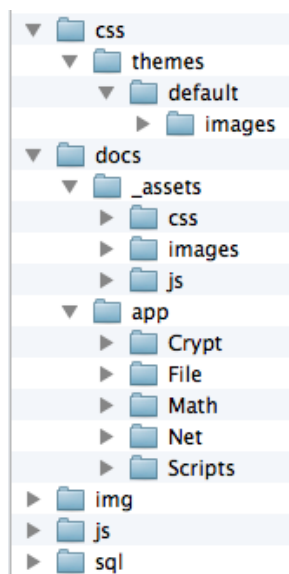 css
themes
default
images
docs
_assets
css
images
js
app
Crypt
File
Math
Net
Scripts
img
js
sql